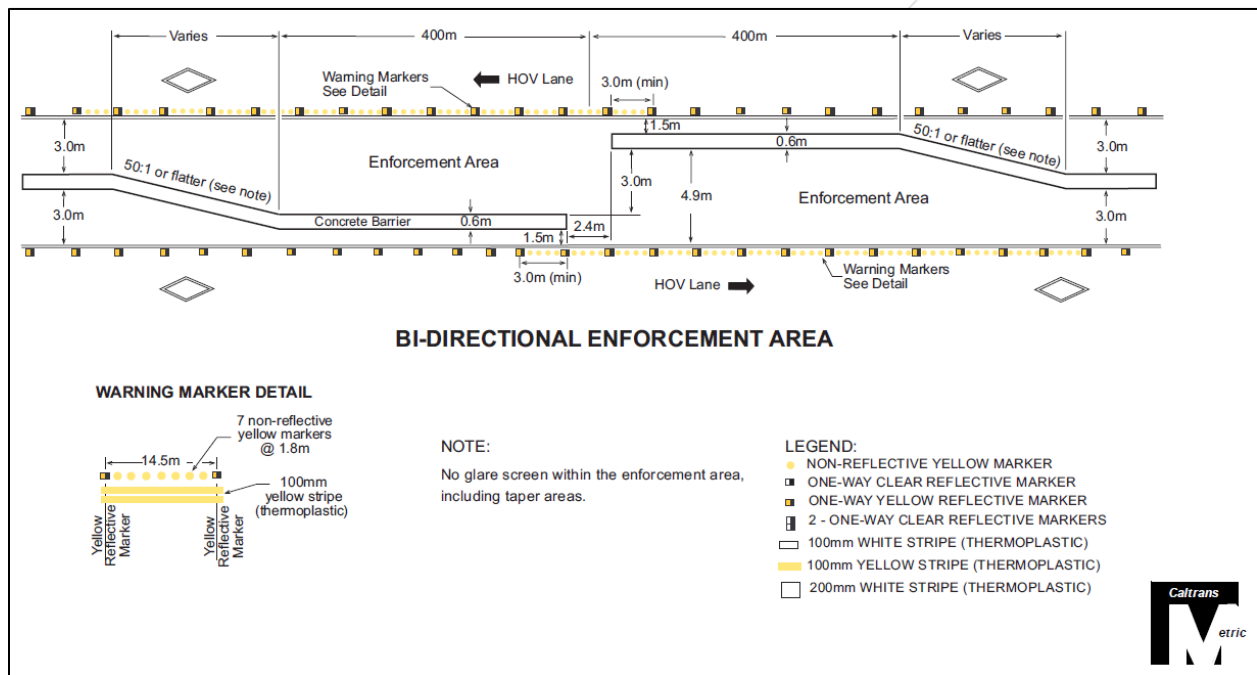 Varies
400m
400m
Varies
Warning Markers
See Detail
HOV Lane
3.0m (min)
1.5m
3.0m
50:1 or flatter (see note)
Enforcement Area
0.6m
50:1 or flatter (see note)
3.0m
3.0m
4.9m
Enforcement Area
3.0m
Concrete Barrier
0.6m
2.4m
3.0m
1.5m
3.0m (min)
Warning Markers
See Detail
HOV Lane
BI-DIRECTIONAL ENFORCEMENT AREA
WARNING MARKER DETAIL
7 non-reflective
yellow markers
@ 1.8m
14.5m
100mm
yellow stripe
(thermoplastic)
Yellow
Reflective
Marker
Yellow
Reflective
Marker
NOTE:
No glare screen within the enforcement area,
including taper areas.
LEGEND:
NON-REFLECTIVE YELLOW MARKER
ONE-WAY CLEAR REFLECTIVE MARKER
ONE-WAY YELLOW REFLECTIVE MARKER
2 - ONE-WAY CLEAR REFLECTIVE MARKERS
100mm WHITE STRIPE (THERMOPLASTIC)
100mm YELLOW STRIPE (THERMOPLASTIC)
200mm WHITE STRIPE (THERMOPLASTIC)
Caltrans
Metric